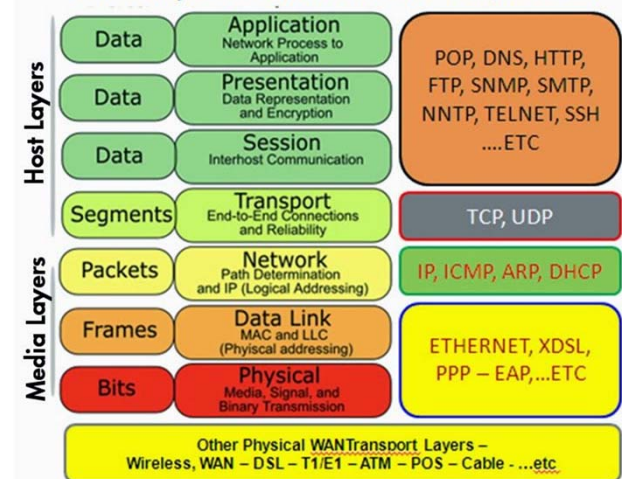 Host Layers
Data
Application
Network Process to
Application
Data
Presentation
Data Representation
and Encryption
Data
Session
Interhost Communication
POP, DNS, HTTP,
FTP, SNMP, SMTP,
NNTP, TELNET, SSH
....ETC
Segments
Transport
End-to-End Connections
and Reliability
TCP, UDP
Media Layers
Packets
Network
Path Determination
and IP (Logical Addressing)
IP, ICMP, ARP, DHCP
Frames
Data Link
MAC and LLC
(Phyiscal addressing)
Bits
Physical
Media, Signal, and
Binary Transmission
ETHERNET, XDSL,
PPP – EAP,...ETC
Other Physical WANTransport Layers –
Wireless, WAN – DSL – T1/E1 – ATM – POS – Cable - ...etc